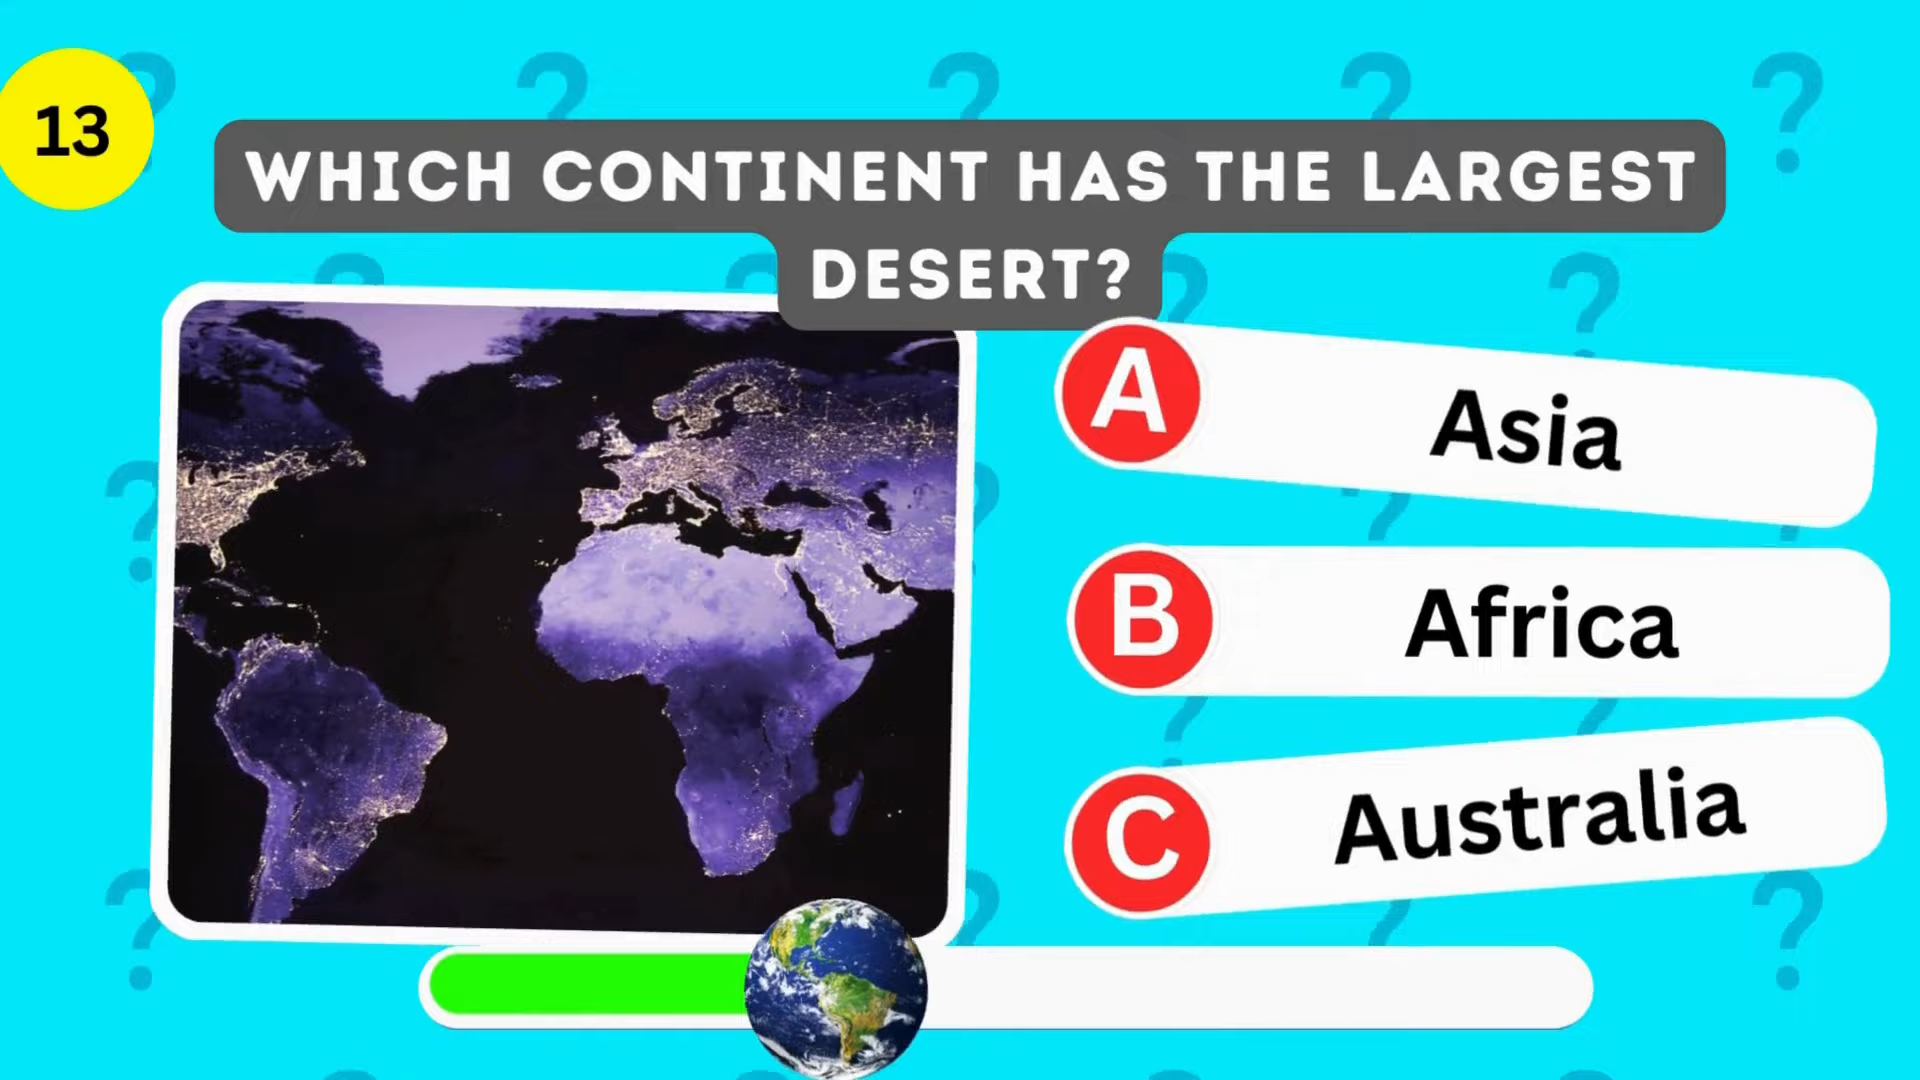 13
WHICH CONTINENT HAS THE LARGEST
DESERT?
A Asia
B Africa
C Australia